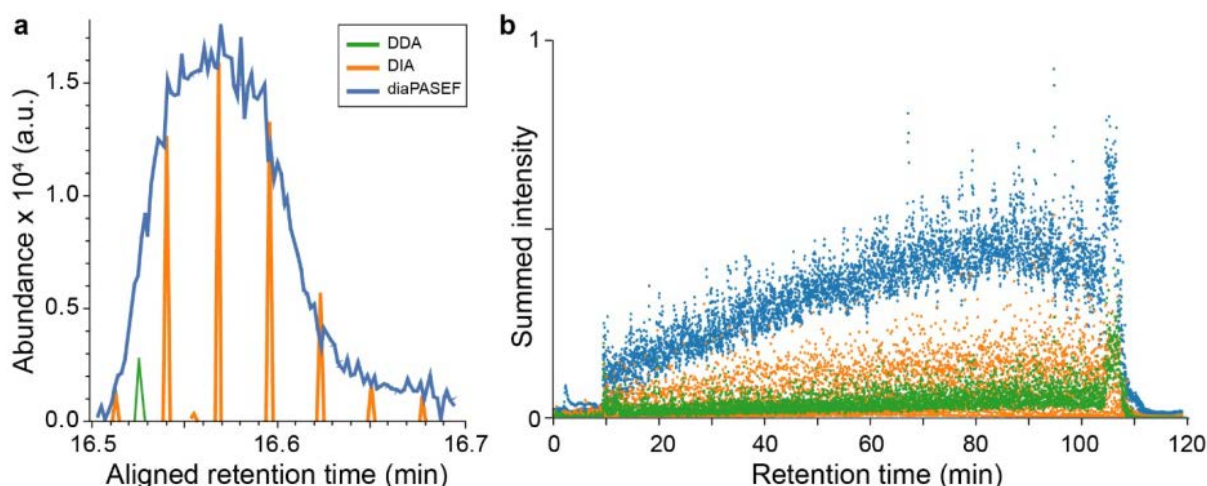 a
DDA
DIA
diaPASEF
1.5
1.0
0.5
0.0
16.5
16.6
16.7
Abundance x 10⁴ (a.u.)
Aligned retention time (min)
b
1
0
0
20
40
60
80
100
120
Summed intensity
Retention time (min)